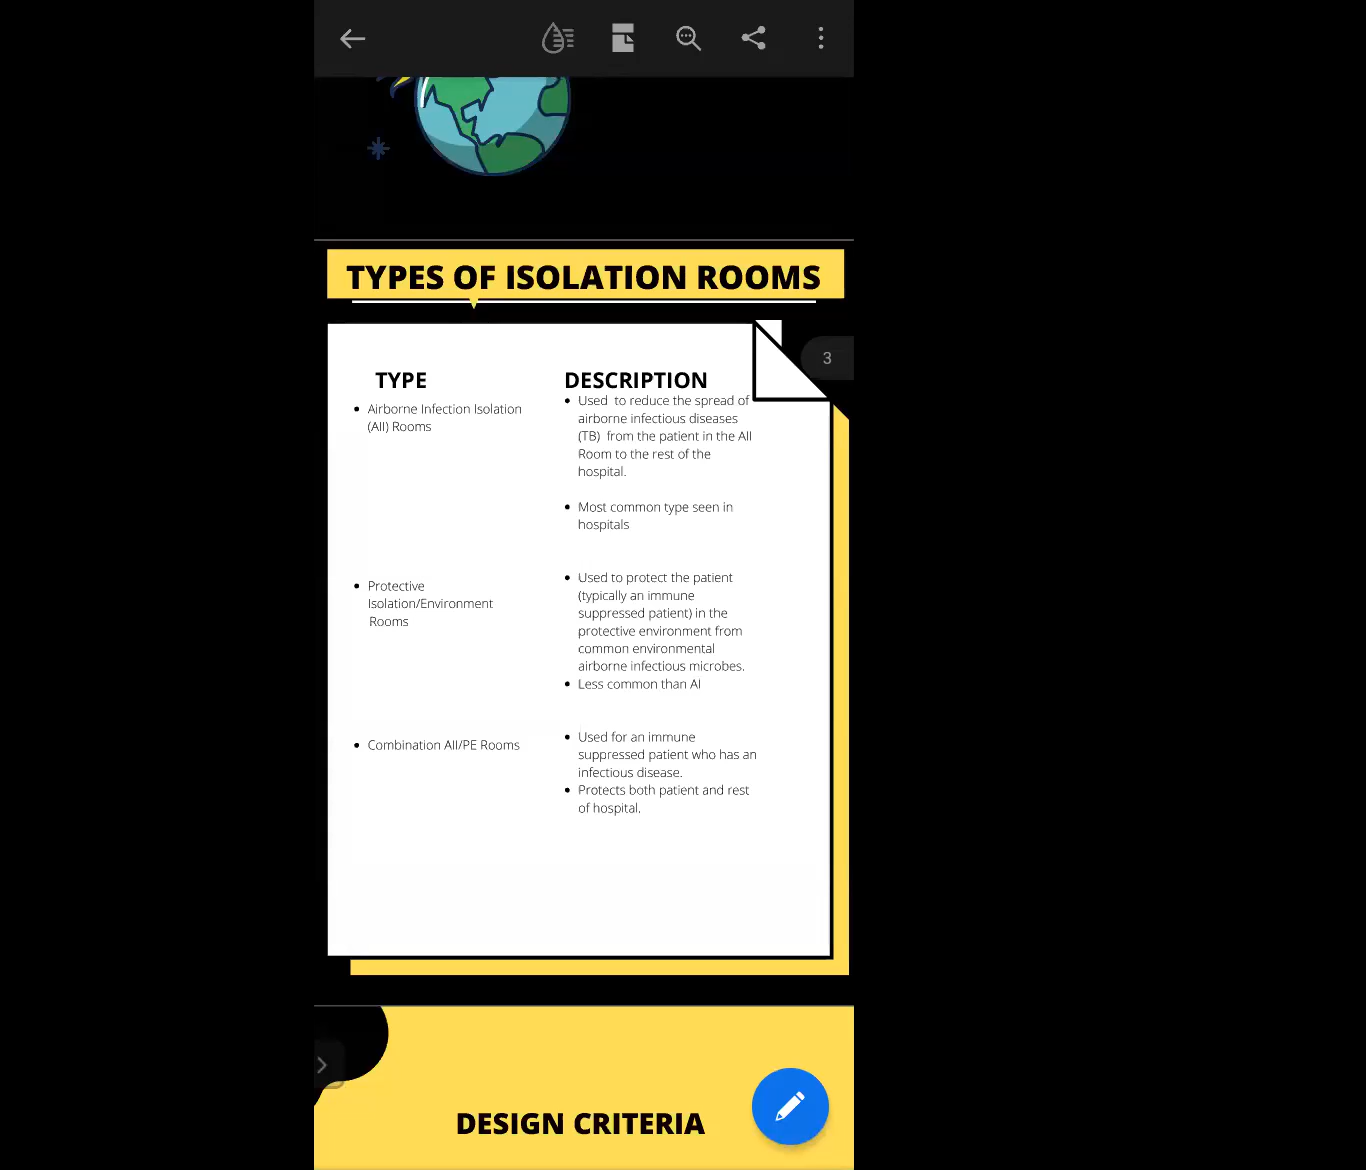 TYPES OF ISOLATION ROOMS
3
TYPE
• Airborne Infection Isolation
(AII) Rooms
• Protective
Isolation/Environment
Rooms
• Combination AII/PE Rooms
DESCRIPTION
• Used  to reduce the spread of
airborne infectious diseases
(TB)  from the patient in the AII
Room to the rest of the
hospital.
• Most common type seen in
hospitals
• Used to protect the patient
(typically an immune
suppressed patient) in the
protective environment from
common environmental
airborne infectious microbes.
• Less common than AI
• Used for an immune
suppressed patient who has an
infectious disease.
• Protects both patient and rest
of hospital.
DESIGN CRITERIA